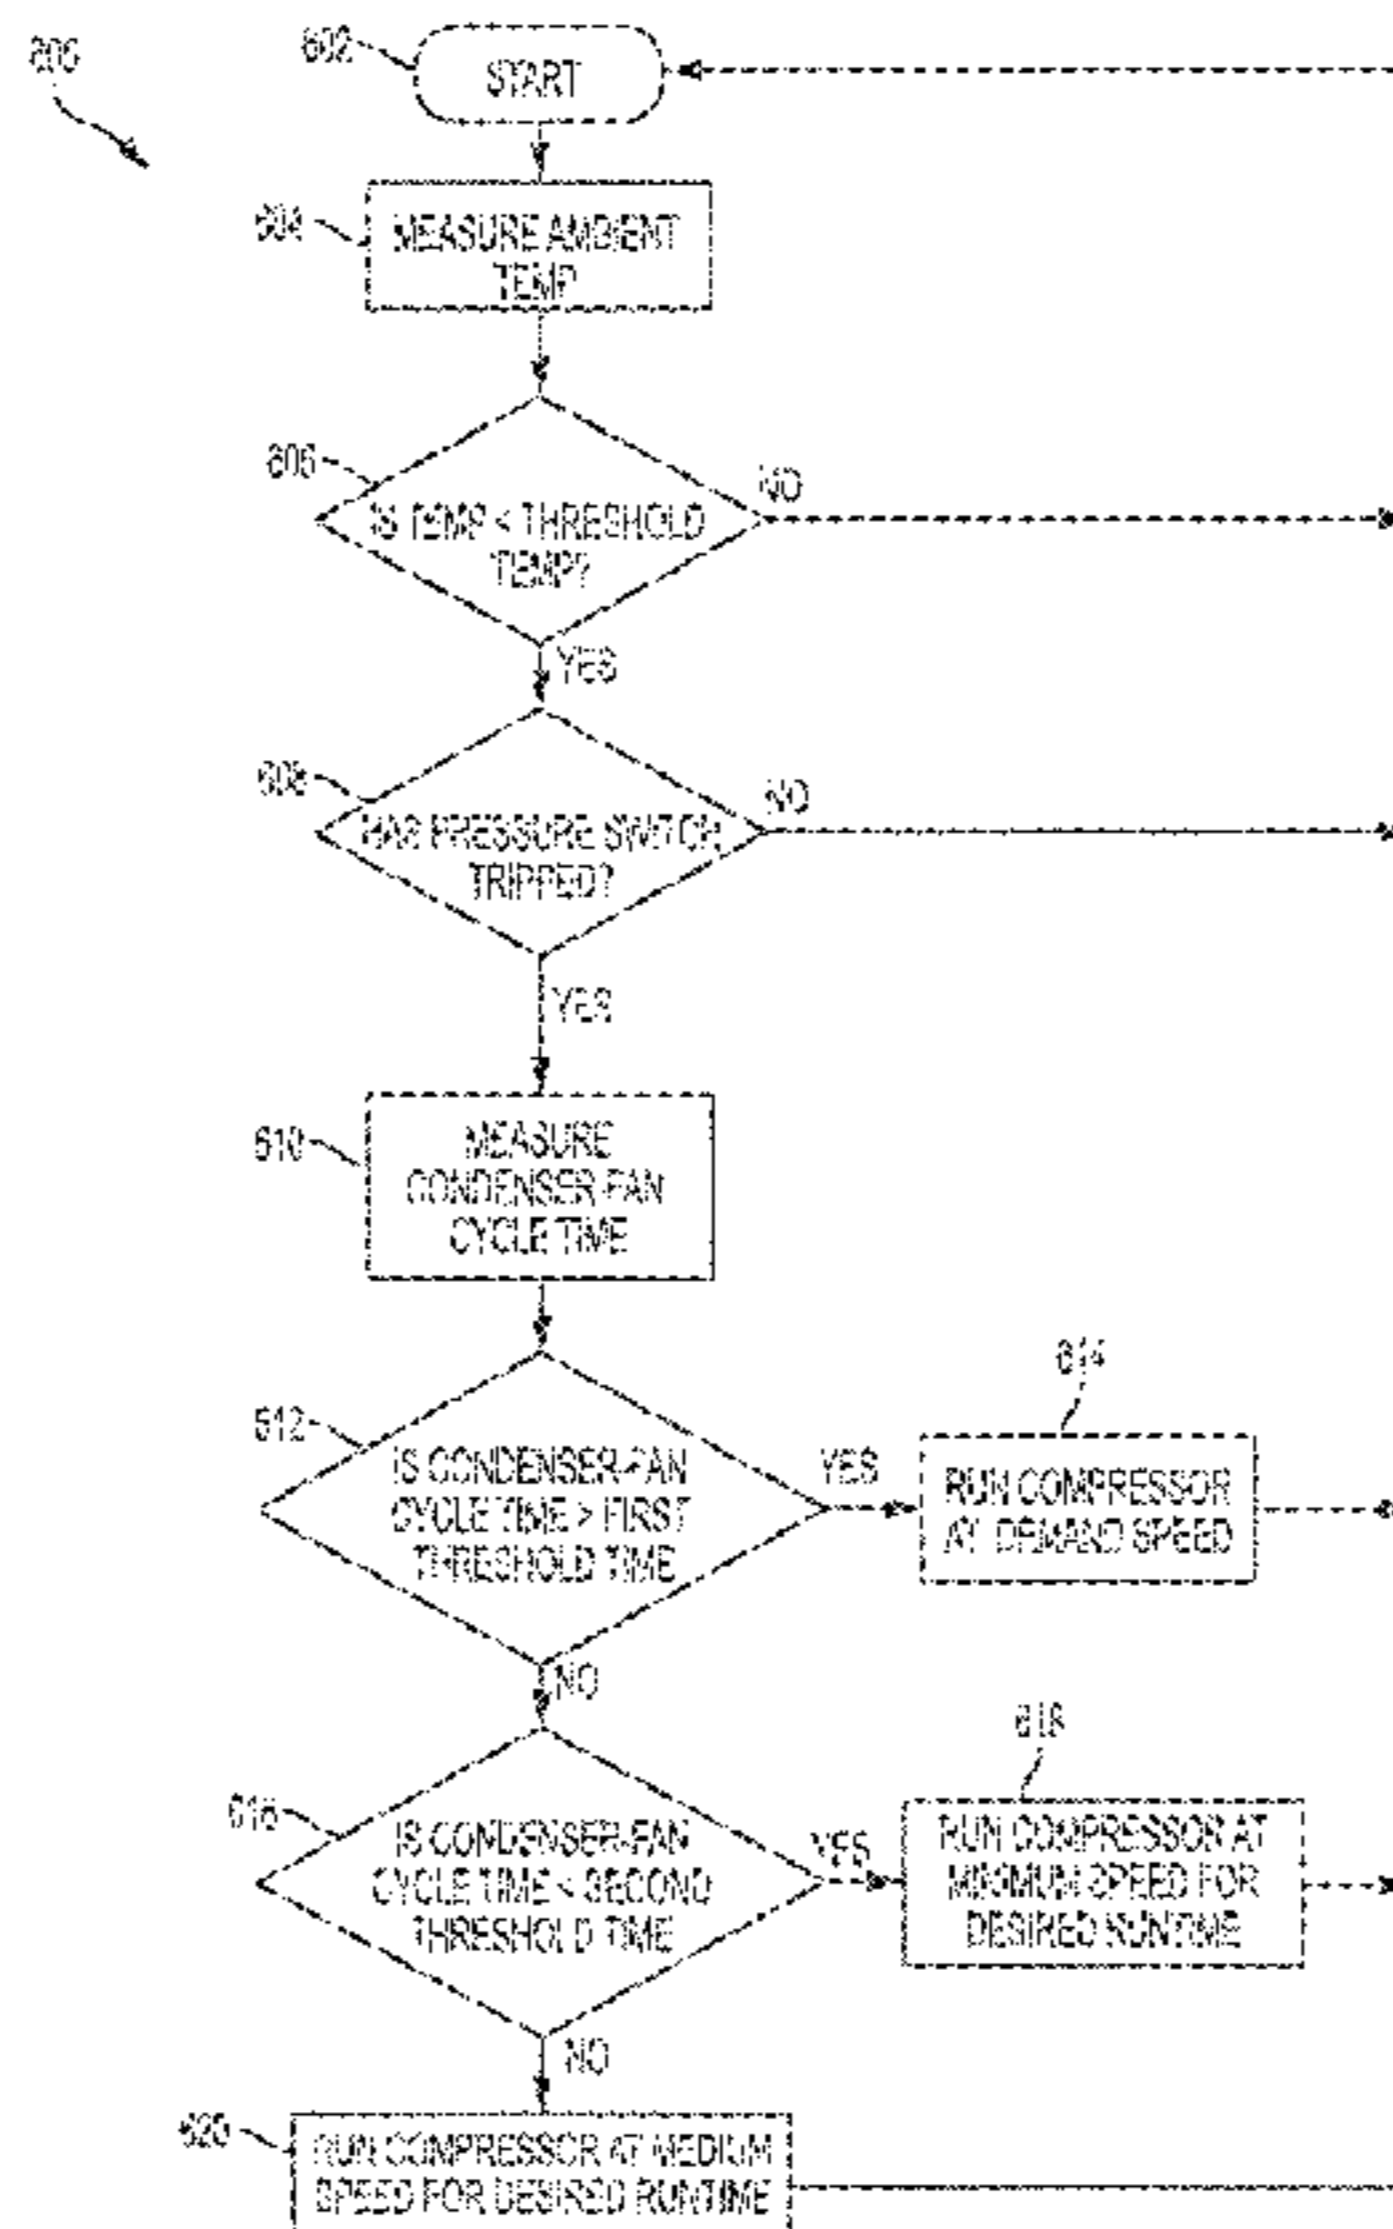 600
602
START
604
MEASURE AMBIENT
TEMP
606
IS TEMP < THRESHOLD
TEMP?
NO
YES
608
HAS PRESSURE SWITCH
TRIPPED?
NO
YES
610
MEASURE
CONDENSER-FAN
CYCLE TIME
612
IS CONDENSER-FAN
CYCLE TIME > FIRST
THRESHOLD TIME
YES
614
RUN COMPRESSOR
AT DEMAND SPEED
NO
616
IS CONDENSER-FAN
CYCLE TIME < SECOND
THRESHOLD TIME
YES
618
RUN COMPRESSOR AT
MINIMUM SPEED FOR
DESIRED RUNTIME
NO
620
RUN COMPRESSOR AT MEDIUM
SPEED FOR DESIRED RUNTIME